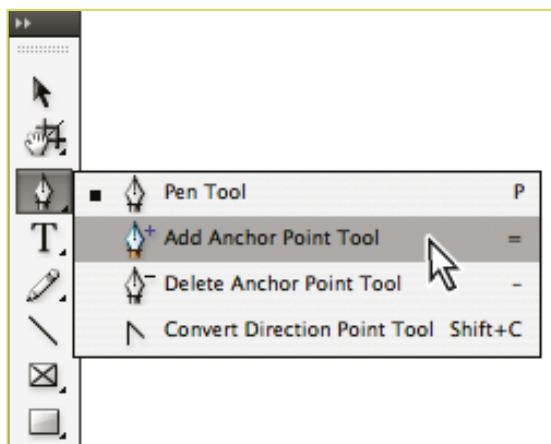 Pen Tool P
Add Anchor Point Tool =
Delete Anchor Point Tool -
Convert Direction Point Tool Shift+C